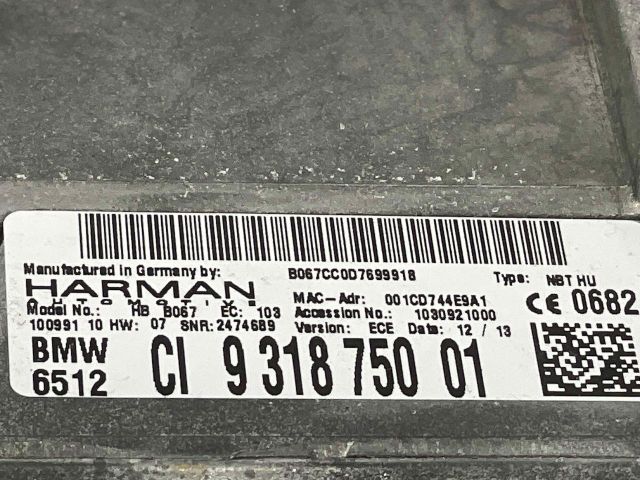 Manufactured in Germany by: B067CC0D7699918 Type: NBT HU
HARMAN MAC-Adr: 001CD744E9A1 CE 0682
AUTOMOTIVE Accession No.: 1030921000
Model No.: HB B067 EC: 103 Version: ECE Date: 12 / 13
100991 10 HW: 07 SNR: 2474689
BMW CI 9 318 750 01
6512